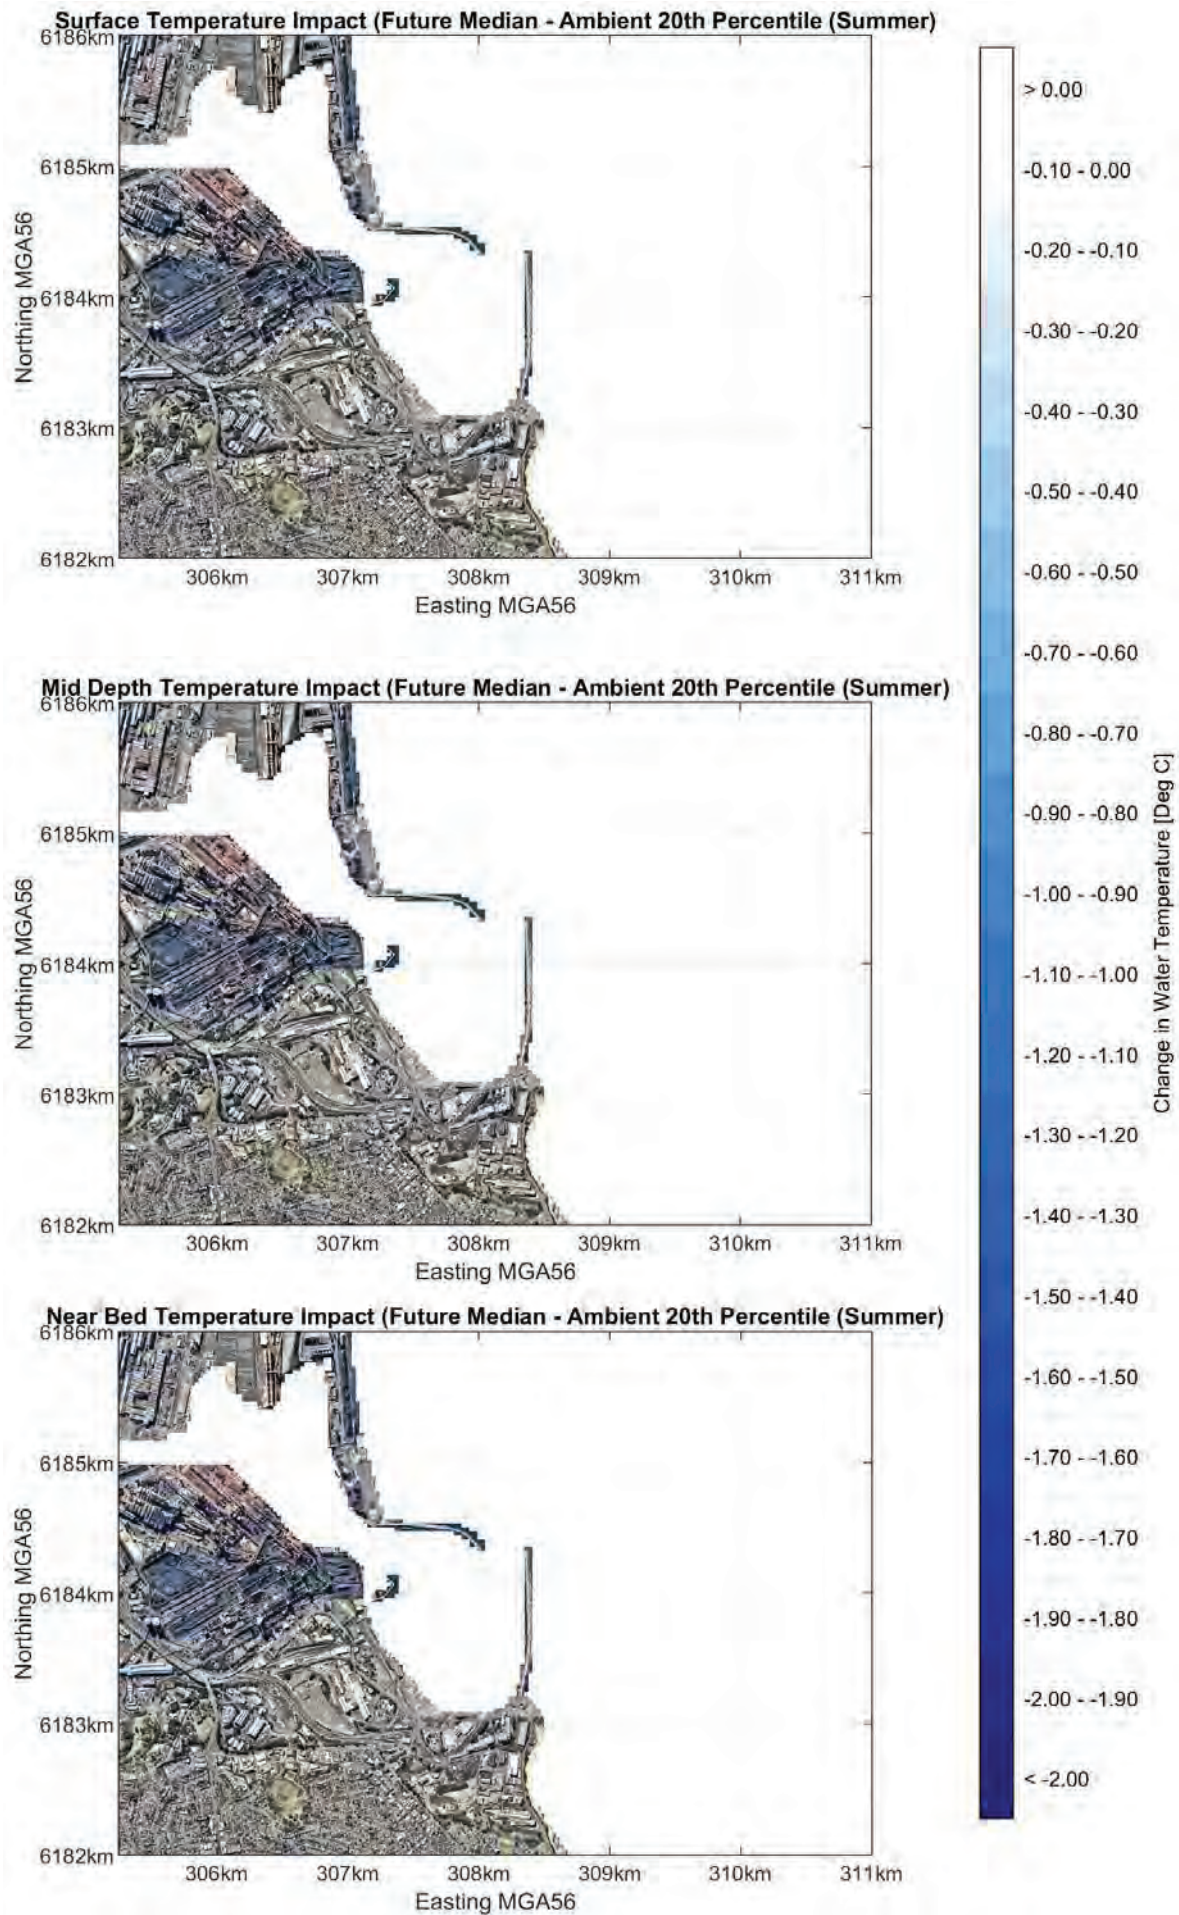 Surface Temperature Impact (Future Median - Ambient 20th Percentile (Summer)
6186km
6185km
6184km
6183km
6182km
Northing MGA56
306km 307km 308km 309km 310km 311km
Easting MGA56
Mid Depth Temperature Impact (Future Median - Ambient 20th Percentile (Summer)
6186km
6185km
6184km
6183km
6182km
Northing MGA56
306km 307km 308km 309km 310km 311km
Easting MGA56
Near Bed Temperature Impact (Future Median - Ambient 20th Percentile (Summer)
6186km
6185km
6184km
6183km
6182km
Northing MGA56
306km 307km 308km 309km 310km 311km
Easting MGA56
> 0.00
-0.10 - 0.00
-0.20 - -0.10
-0.30 - -0.20
-0.40 - -0.30
-0.50 - -0.40
-0.60 - -0.50
-0.70 - -0.60
-0.80 - -0.70
-0.90 - -0.80
-1.00 - -0.90
-1.10 - -1.00
-1.20 - -1.10
-1.30 - -1.20
-1.40 - -1.30
-1.50 - -1.40
-1.60 - -1.50
-1.70 - -1.60
-1.80 - -1.70
-1.90 - -1.80
-2.00 - -1.90
< -2.00
Change in Water Temperature [Deg C]